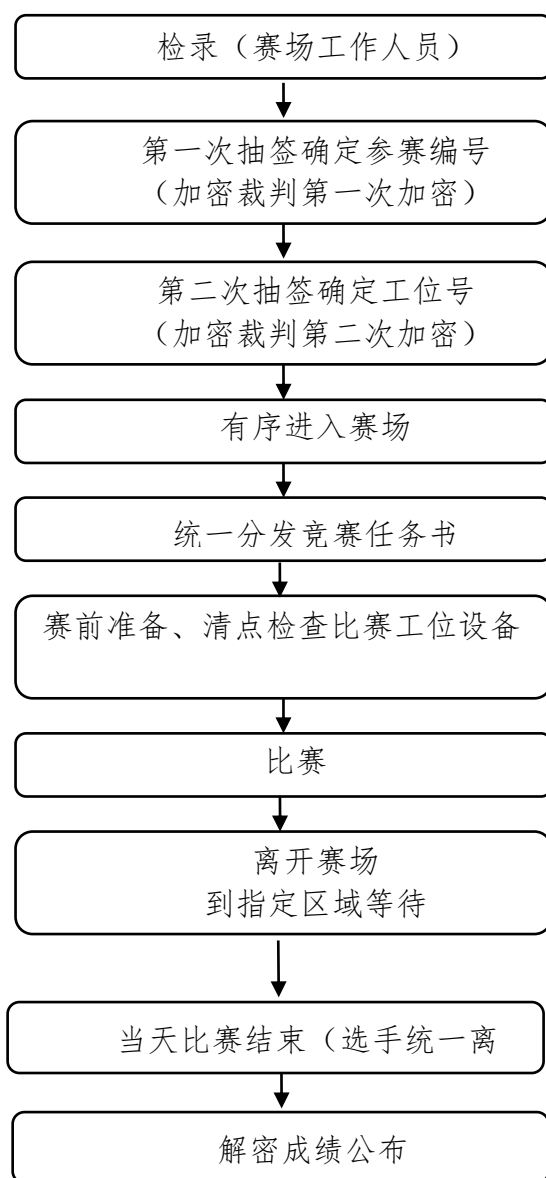 检录（赛场工作人员）
第一次抽签确定参赛编号
（加密裁判第一次加密）
第二次抽签确定工位号
（加密裁判第二次加密）
有序进入赛场
统一分发竞赛任务书
赛前准备、清点检查比赛工位设备
比赛
离开赛场
到指定区域等待
当天比赛结束（选手统一离
解密成绩公布